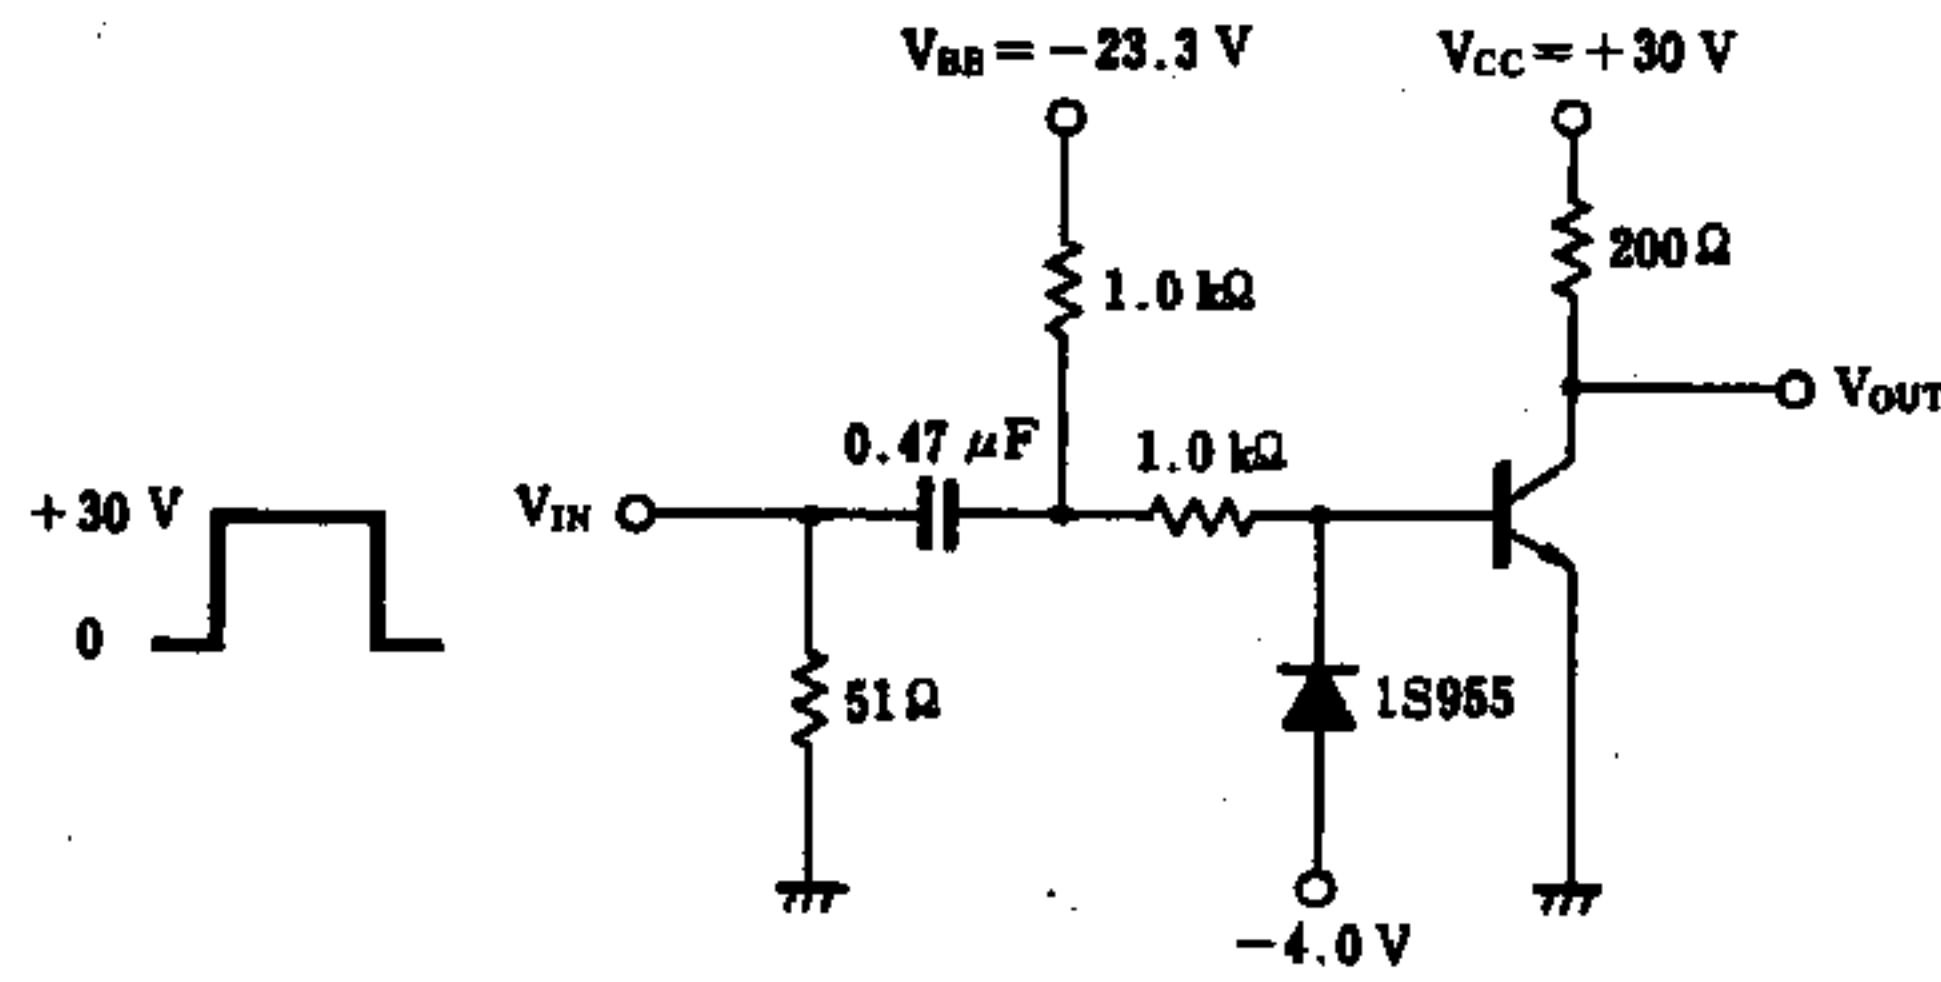 V_BB = −23.3 V
V_CC = +30 V
200 Ω
1.0 kΩ
V_OUT
0.47 μF
1.0 kΩ
+30 V
V_IN
0
51 Ω
1S955
−4.0 V